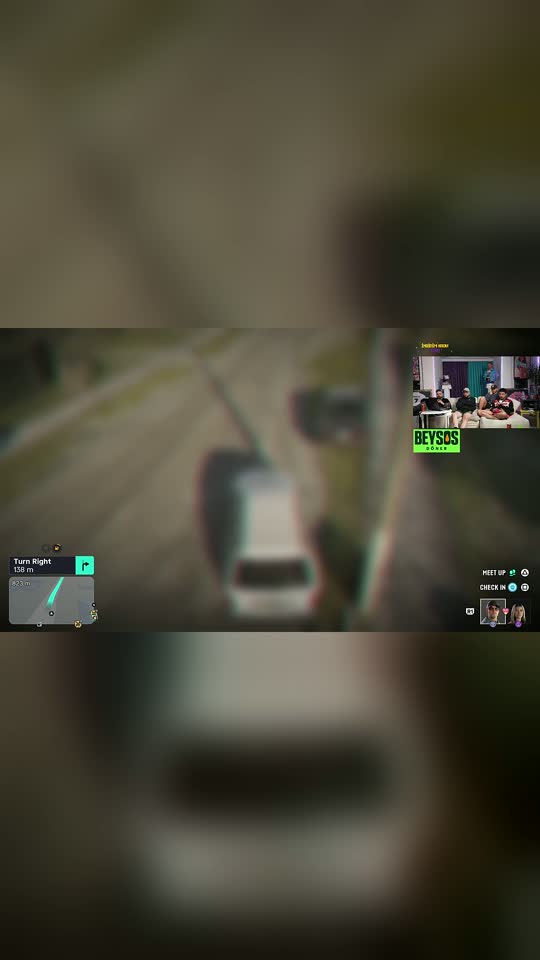 BEYSOS
DÖNER
Turn Right
138 m
823 m
MEET UP
CHECK IN